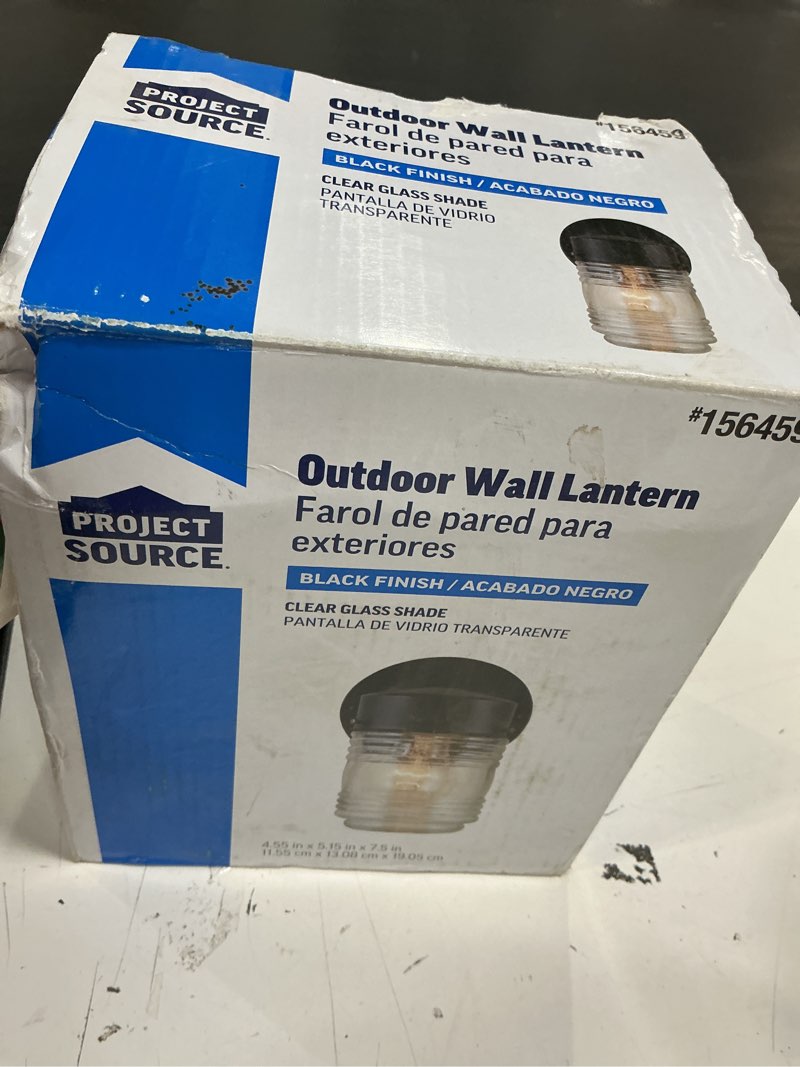 PROJECT
SOURCE.
Outdoor Wall Lantern
Farol de pared para
exteriores
BLACK FINISH / ACABADO NEGRO
CLEAR GLASS SHADE
PANTALLA DE VIDRIO
TRANSPARENTE
#156459
#156459
PROJECT
SOURCE.
Outdoor Wall Lantern
Farol de pared para
exteriores
BLACK FINISH / ACABADO NEGRO
CLEAR GLASS SHADE
PANTALLA DE VIDRIO TRANSPARENTE
4.55 in x 5.15 in x 7.5 in
11.55 cm x 13.08 cm x 19.05 cm